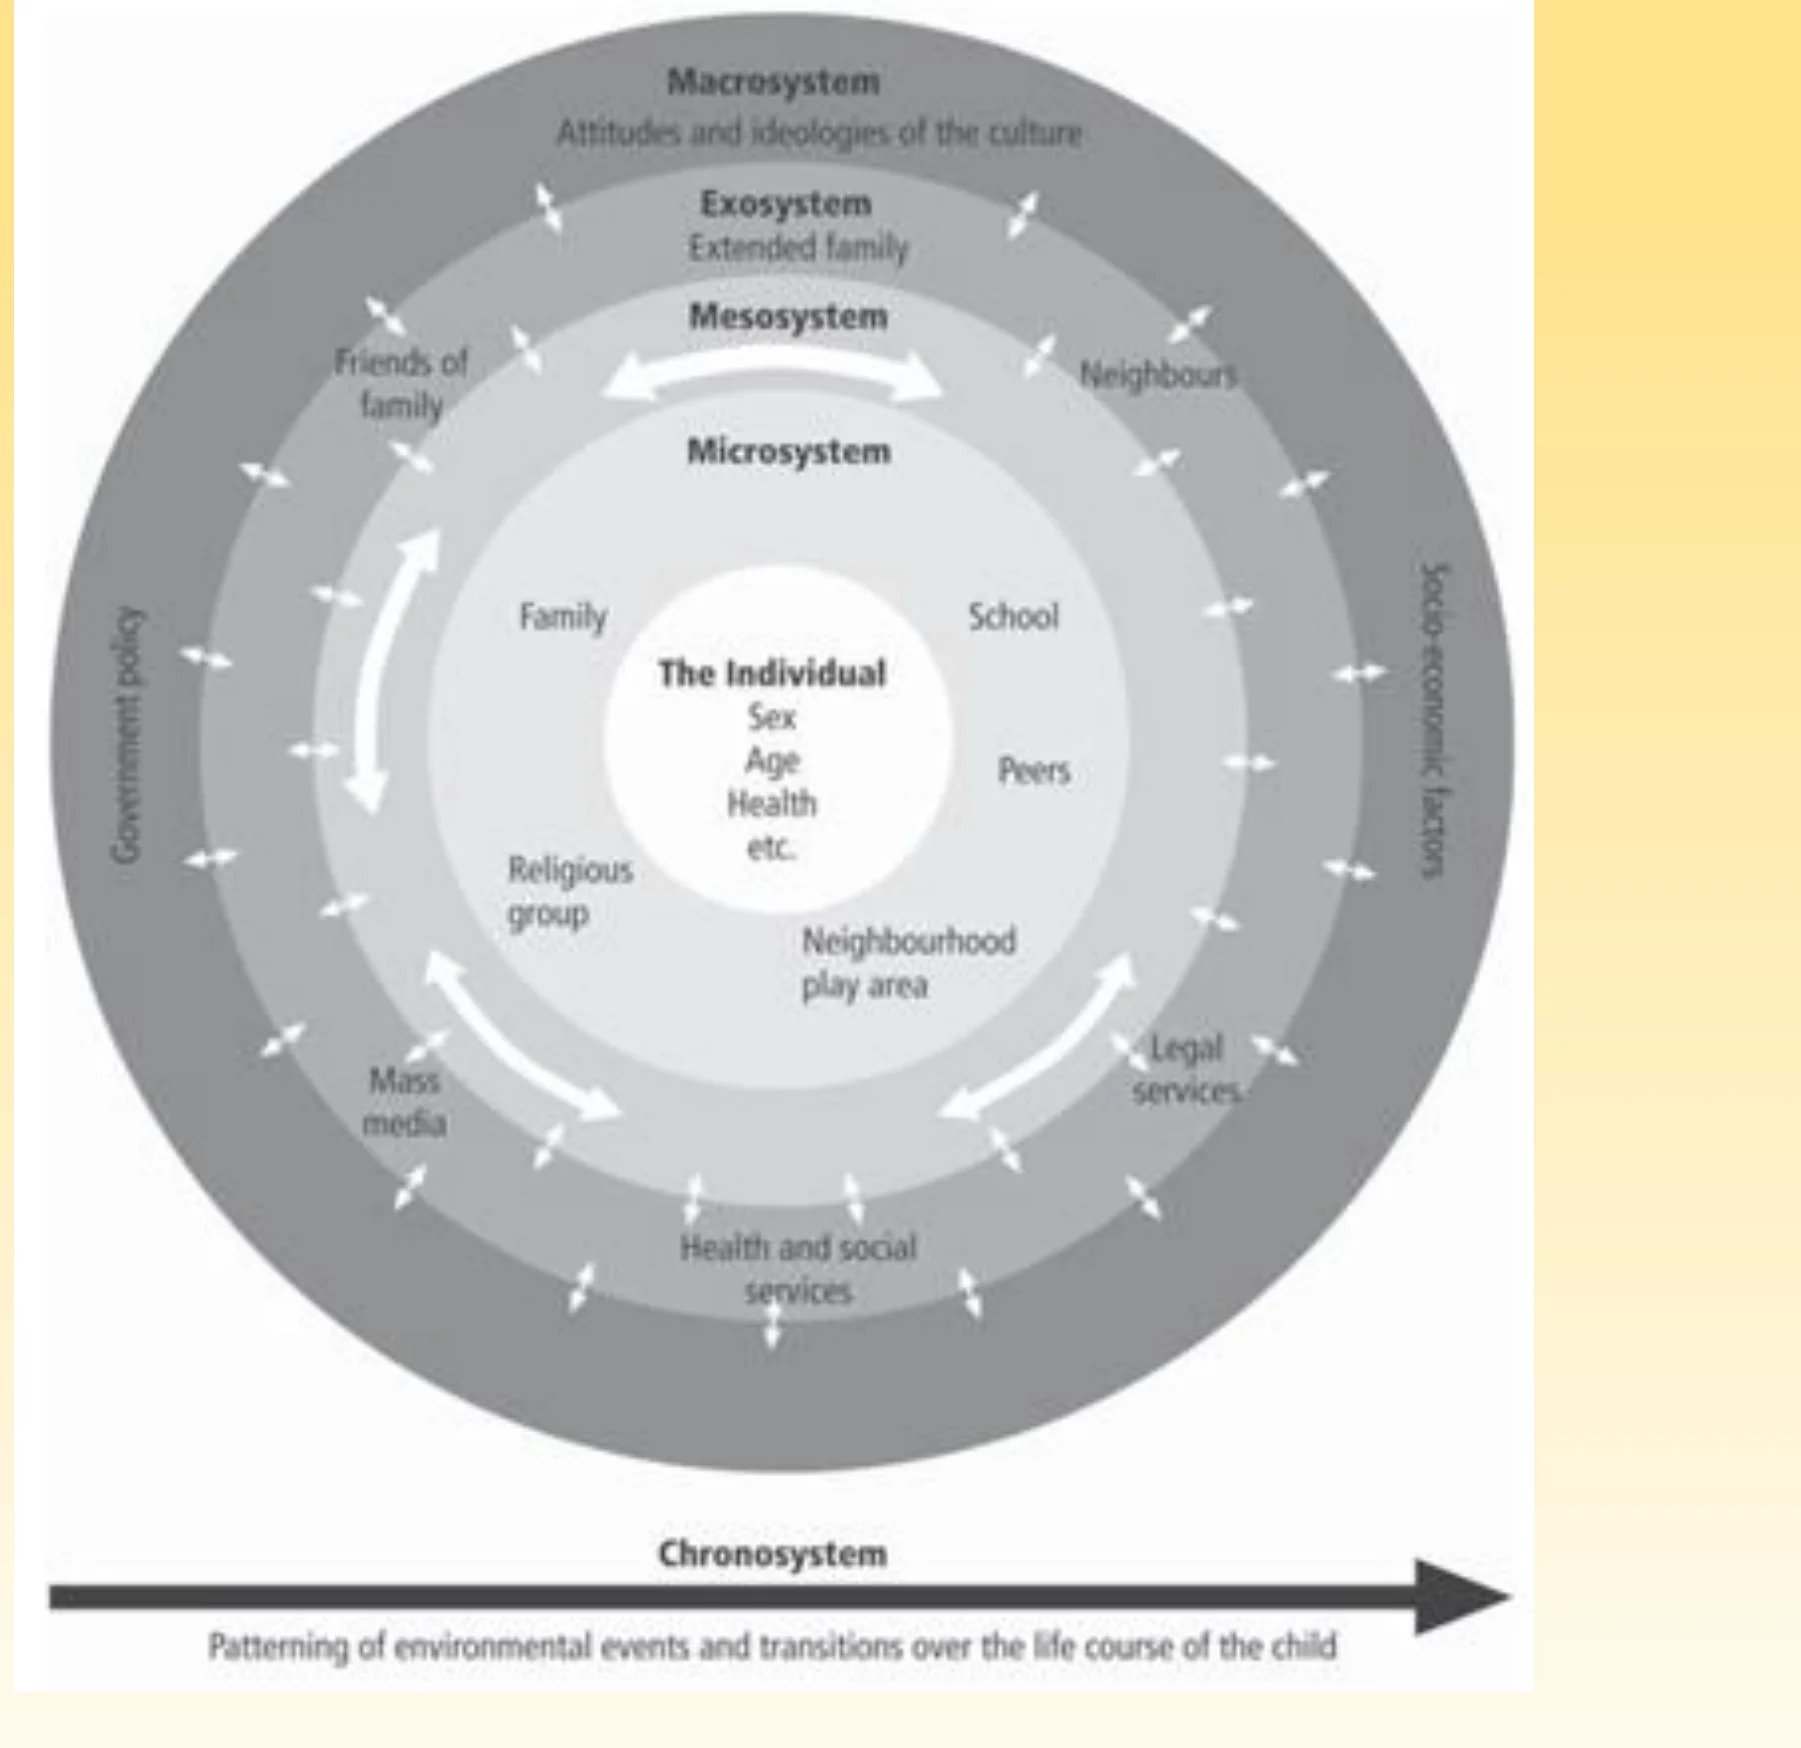 Macrosystem
Attitudes and ideologies of the culture
Exosystem
Extended family
Mesosystem
Friends of
family
Neighbours
Microsystem
Family
School
The Individual
Sex
Age
Health
etc.
Peers
Government policy
Socio-economic factors
Religious
group
Neighbourhood
play area
Mass
media
Legal
services
Health and social
services
Chronosystem
Patterning of environmental events and transitions over the life course of the child